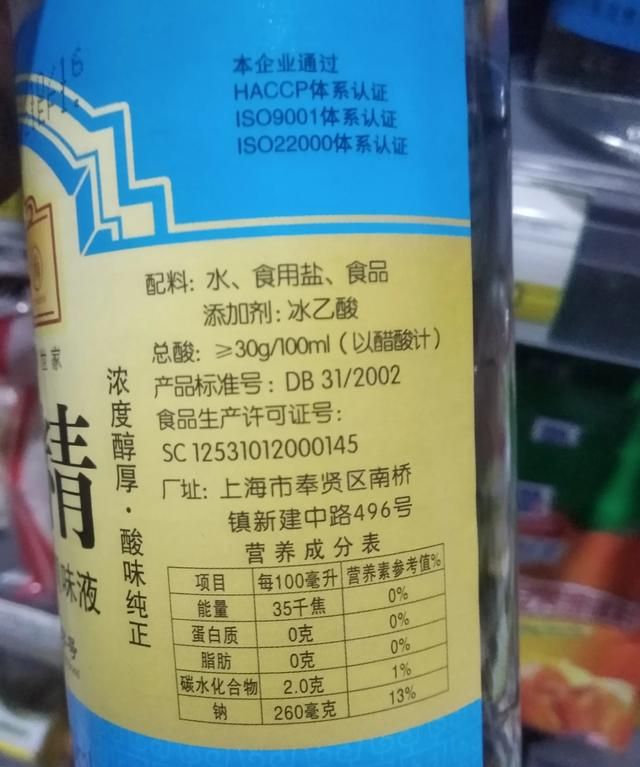 本企业通过
HACCP体系认证
ISO9001体系认证
ISO22000体系认证
配料: 水、食用盐、食品
添加剂: 冰乙酸
总酸: ≥30g/100ml (以醋酸计)
产品标准号: DB 31/2002
食品生产许可证号:
SC 12531012000145
厂址: 上海市奉贤区南桥
镇新建中路496号
浓度醇厚·酸味纯正
世家
精
味液
营养成分表
项目 每100毫升 营养素参考值%
能量 35千焦 0%
蛋白质 0克 0%
脂肪 0克 0%
碳水化合物 2.0克 1%
钠 260毫克 13%